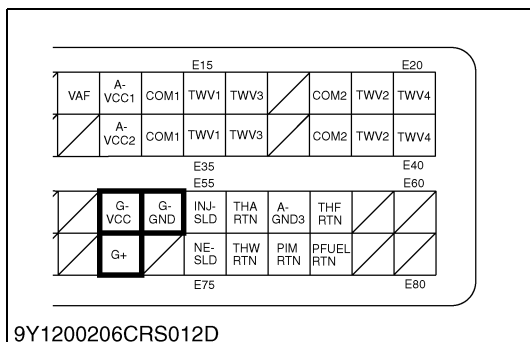 E15 E20
VAF A-VCC1 COM1 TWV1 TWV3 COM2 TWV2 TWV4
A-VCC2 COM1 TWV1 TWV3 COM2 TWV2 TWV4
E35 E40
E55 E60
G-VCC G-GND INJ-SLD THA RTN A-GND3 THF RTN
G+ NE-SLD THW RTN PIM RTN PFUEL RTN
E75 E80
9Y1200206CRS012D